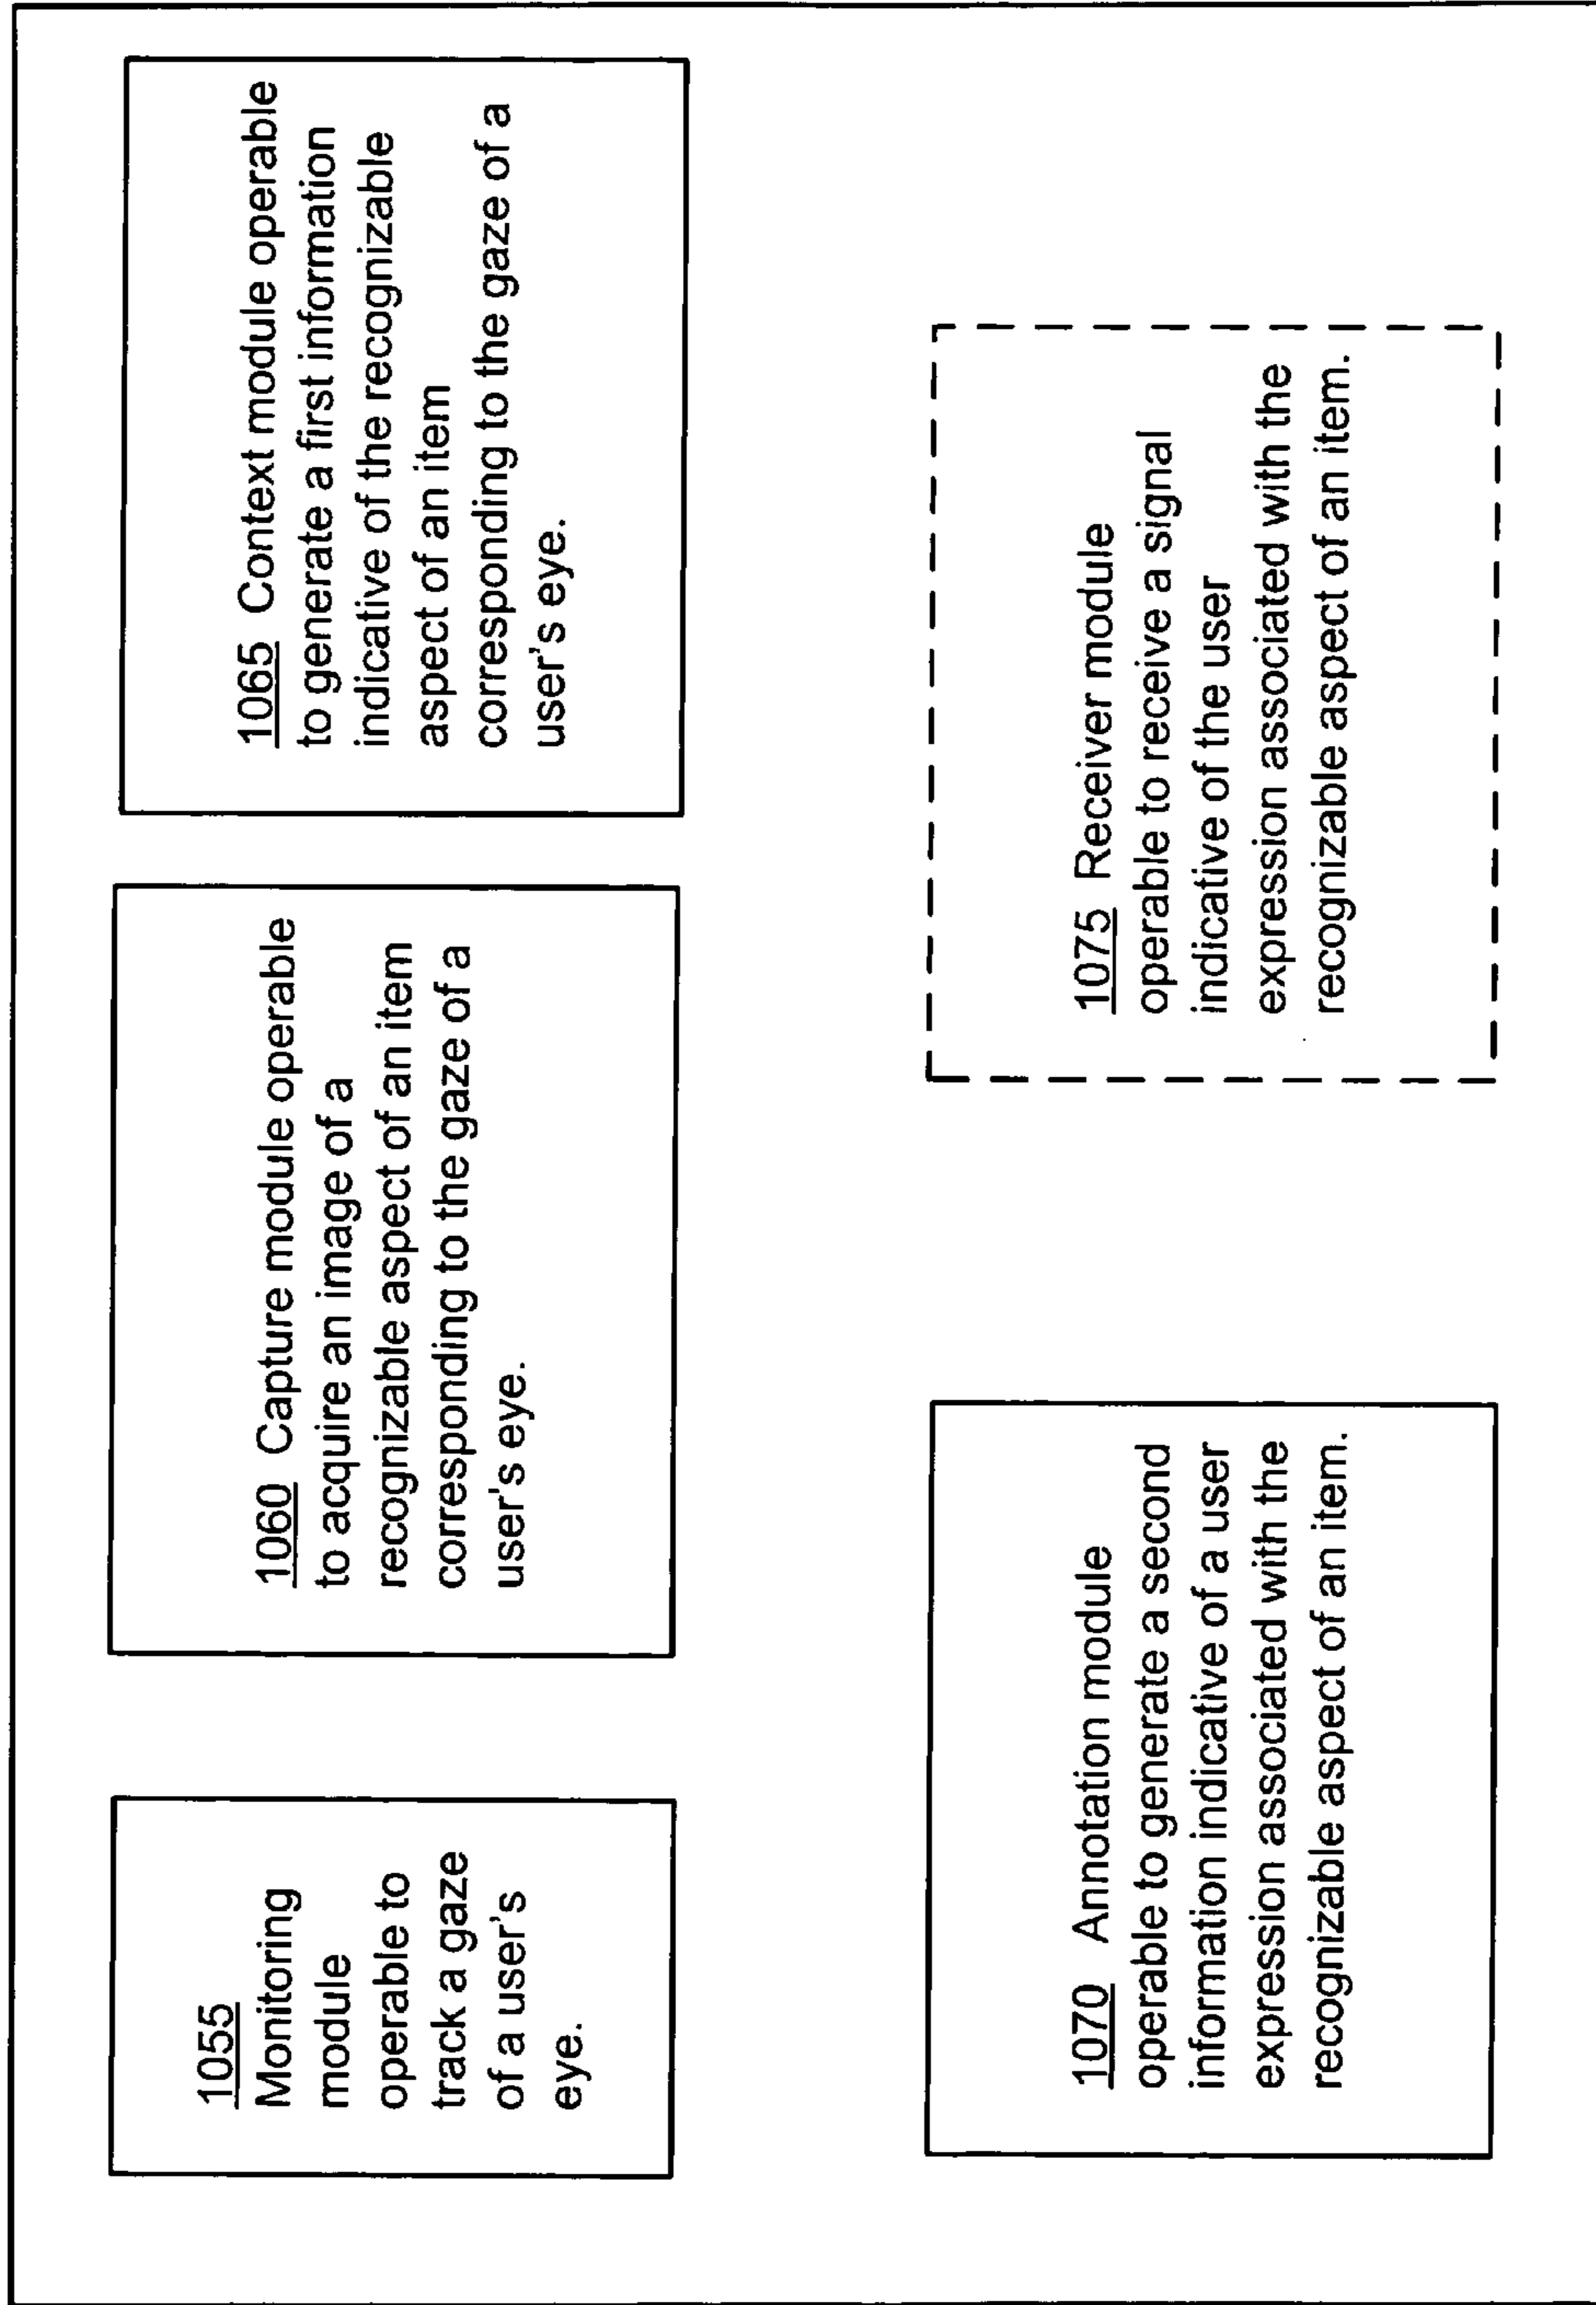 1055
Monitoring
module
operable to
track a gaze
of a user's
eye.
1060 Capture module operable
to acquire an image of a
recognizable aspect of an item
corresponding to the gaze of a
user's eye.
1065 Context module operable
to generate a first information
indicative of the recognizable
aspect of an item
corresponding to the gaze of a
user's eye.
1070 Annotation module
operable to generate a second
information indicative of a user
expression associated with the
recognizable aspect of an item.
1075 Receiver module
operable to receive a signal
indicative of the user
expression associated with the
recognizable aspect of an item.